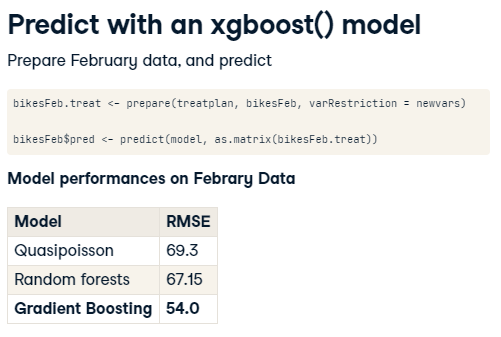 Predict with an xgboost() model
Prepare February data, and predict
bikesFeb.treat <- prepare(treatplan, bikesFeb, varRestriction = newvars)
bikesFeb$pred <- predict(model, as.matrix(bikesFeb.treat))
Model performances on Febrary Data
Model RMSE
Quasipoisson 69.3
Random forests 67.15
Gradient Boosting 54.0